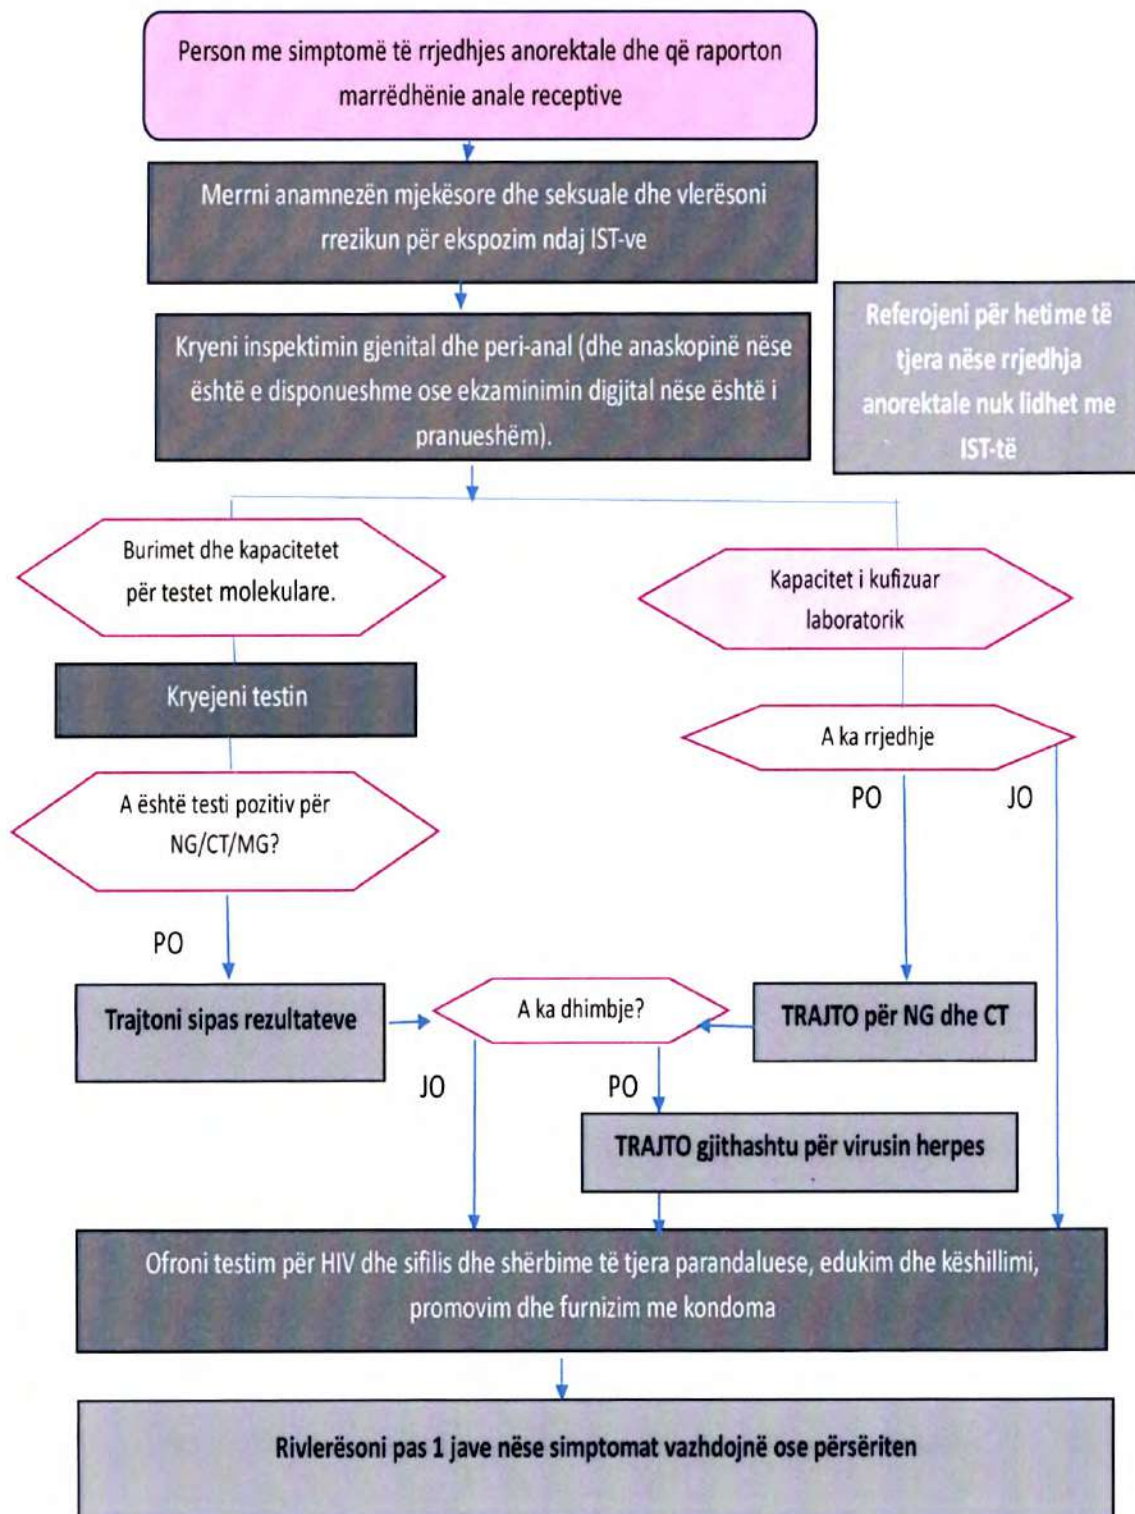 Person me simptomë të rrjedhjes anorektale dhe që raporton
marrëdhënie anale receptive
Merrni anamnezën mjekësore dhe seksuale dhe vlerësoni
rrezikun për ekspozim ndaj IST-ve
Kryeni inspektimin gjenital dhe peri-anal (dhe anaskopinë nëse
është e disponueshme ose ekzaminimin digjital nëse është i
pranueshëm).
Referojeni për hetime të
tjera nëse rrjedhja
anorektale nuk lidhet me
IST-të
Burimet dhe kapacitetet
për testet molekulare.
Kapacitet i kufizuar
laboratorik
Kryejeni testin
A ka rrjedhje
A është testi pozitiv për
NG/CT/MG?
PO
JO
PO
Trajtoni sipas rezultateve
A ka dhimbje?
TRAJTO për NG dhe CT
JO
PO
TRAJTO gjithashtu për virusin herpes
Ofroni testim për HIV dhe sifilis dhe shërbime të tjera parandaluese, edukim dhe këshillimi,
promovim dhe furnizim me kondoma
Rivlerësoni pas 1 jave nëse simptomat vazhdojnë ose përsëriten